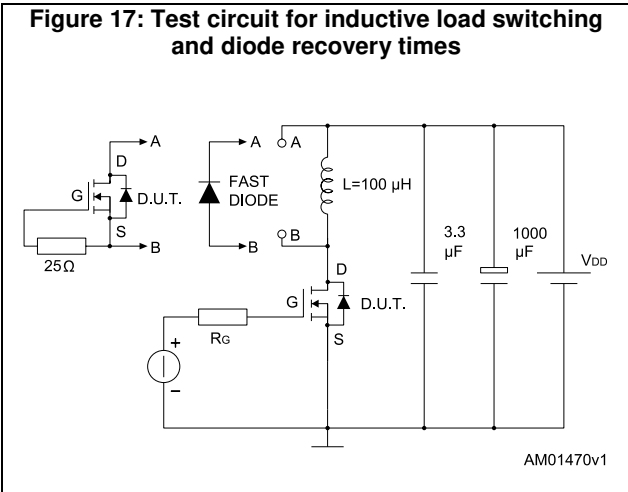 Figure 17: Test circuit for inductive load switching
and diode recovery times
A
D
G
D.U.T.
S
B
25Ω
A
FAST
DIODE
B
A
L=100 µH
B
D
G
D.U.T.
S
RG
+
−
3.3
µF
1000
µF
VDD
AM01470v1